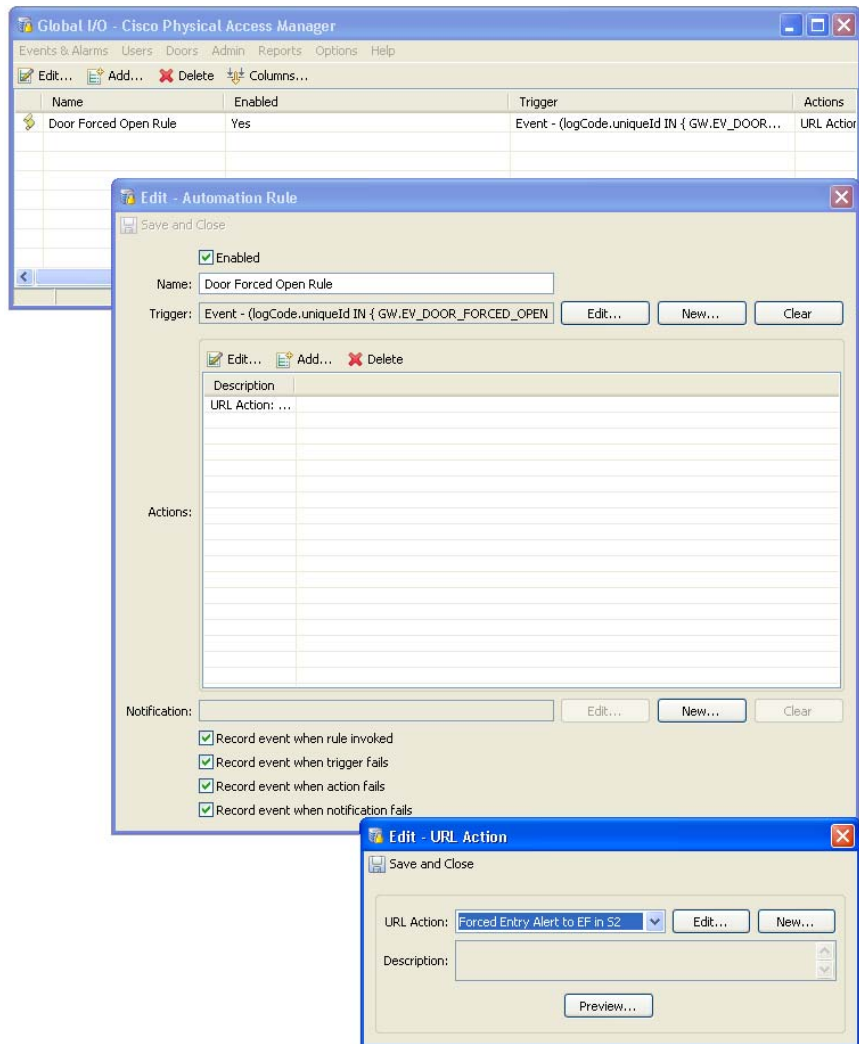 Global I/O - Cisco Physical Access Manager
Events & Alarms Users Doors Admin Reports Options Help
Edit... Add... Delete Columns...
Name Enabled Trigger Actions
Door Forced Open Rule Yes Event - (logCode.uniqueId IN { GW.EV_DOOR... URL Action
Edit - Automation Rule
Save and Close
Enabled
Name: Door Forced Open Rule
Trigger: Event - (logCode.uniqueId IN { GW.EV_DOOR_FORCED_OPEN Edit... New... Clear
Edit... Add... Delete
Description
URL Action: ...
Actions:
Notification: Edit... New... Clear
Record event when rule invoked
Record event when trigger fails
Record event when action fails
Record event when notification fails
Edit - URL Action
Save and Close
URL Action: Forced Entry Alert to EF in S2 Edit... New...
Description:
Preview...